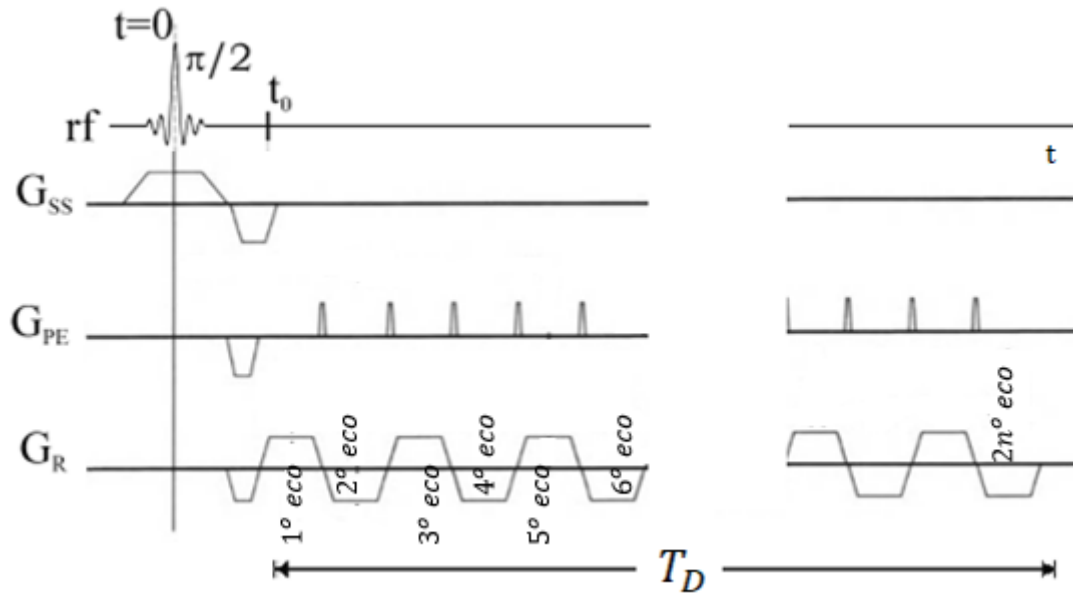 t=0
π/2
t₀
rf
t
G_SS
G_PE
G_R
1º eco
2º eco
3º eco
4º eco
5º eco
6º eco
2nº eco
T_D